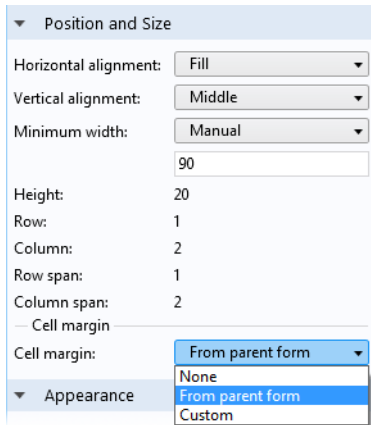 Position and Size
Horizontal alignment: Fill
Vertical alignment: Middle
Minimum width: Manual
90
Height: 20
Row: 1
Column: 2
Row span: 1
Column span: 2
Cell margin
Cell margin: From parent form
None
Appearance From parent form
Custom